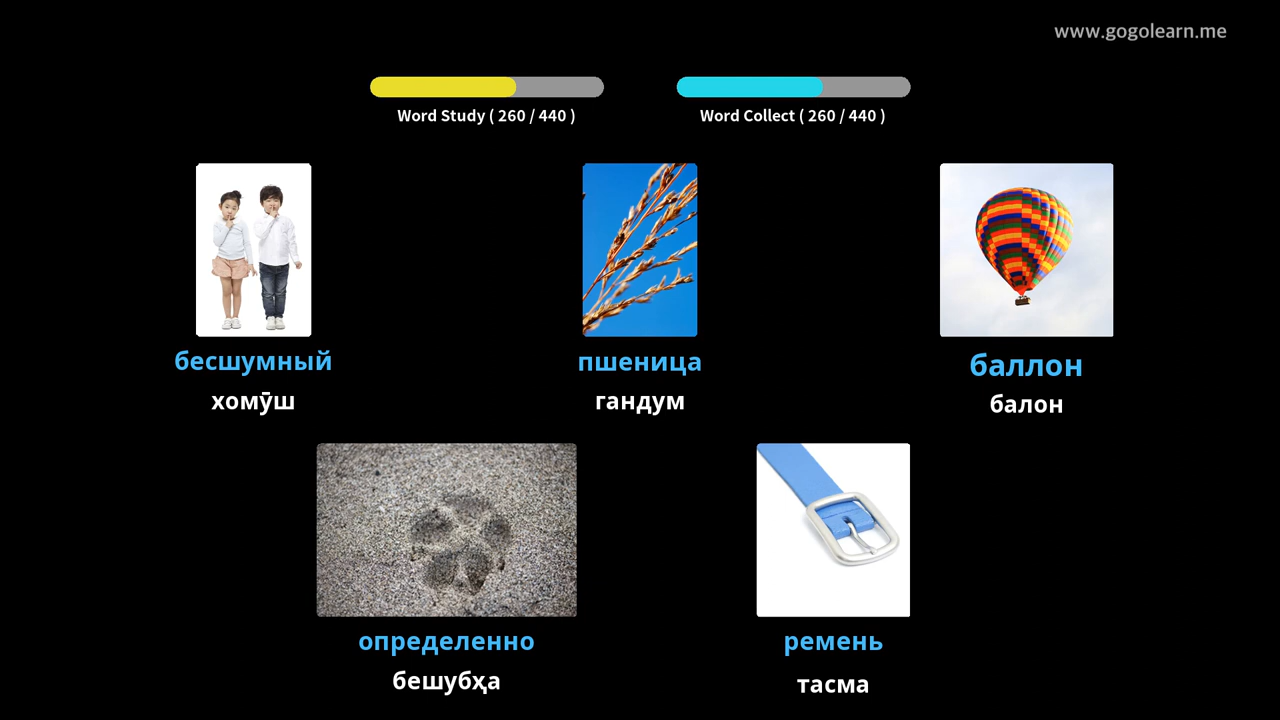 www.gogolearn.me
Word Study ( 260 / 440 )
Word Collect ( 260 / 440 )
бесшумный
хомӯш
пшеница
гандум
баллон
балон
определенно
бешубҳа
ремень
тасма